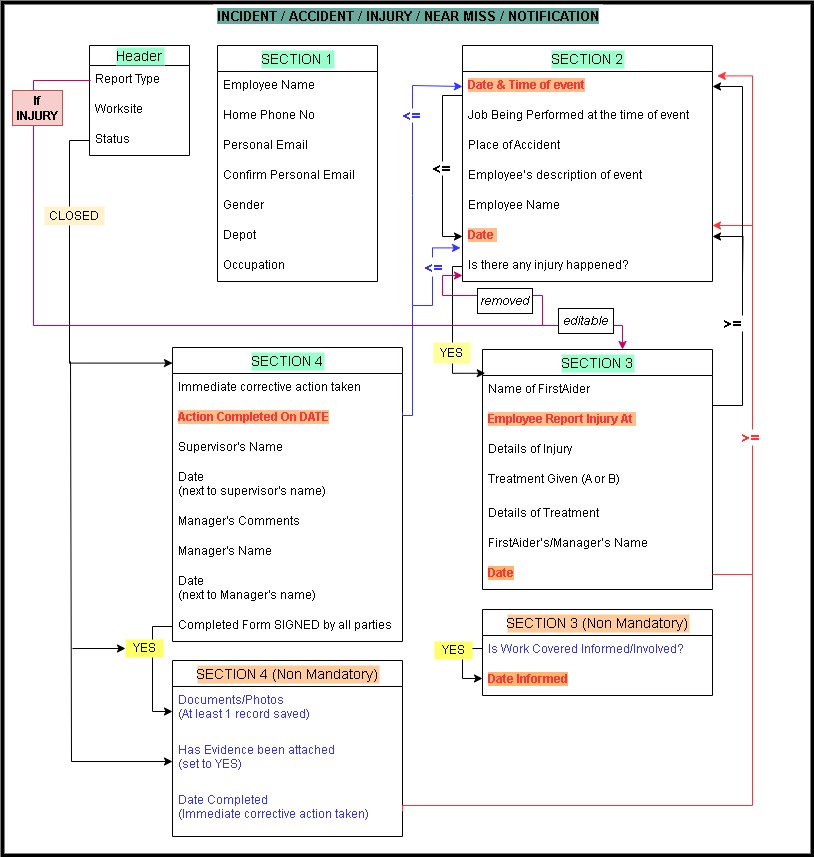 INCIDENT / ACCIDENT / INJURY / NEAR MISS / NOTIFICATION
Header
Report Type
Worksite
Status
If
INJURY
CLOSED
SECTION 1
Employee Name
Home Phone No
Personal Email
Confirm Personal Email
Gender
Depot
Occupation
SECTION 2
Date & Time of event
Job Being Performed at the time of event
Place of Accident
Employee's description of event
Employee Name
Date
Is there any injury happened?
<=
<=
<=
>=
>=
removed
editable
YES
SECTION 4
Immediate corrective action taken
Action Completed On DATE
Supervisor's Name
Date
(next to supervisor's name)
Manager's Comments
Manager's Name
Date
(next to Manager's name)
Completed Form SIGNED by all parties
YES
SECTION 3
Name of FirstAider
Employee Report Injury At
Details of Injury
Treatment Given (A or B)
Details of Treatment
FirstAider's/Manager's Name
Date
SECTION 4 (Non Mandatory)
Documents/Photos
(At least 1 record saved)
Has Evidence been attached
(set to YES)
Date Completed
(Immediate corrective action taken)
SECTION 3 (Non Mandatory)
YES
Is Work Covered Informed/Involved?
Date Informed